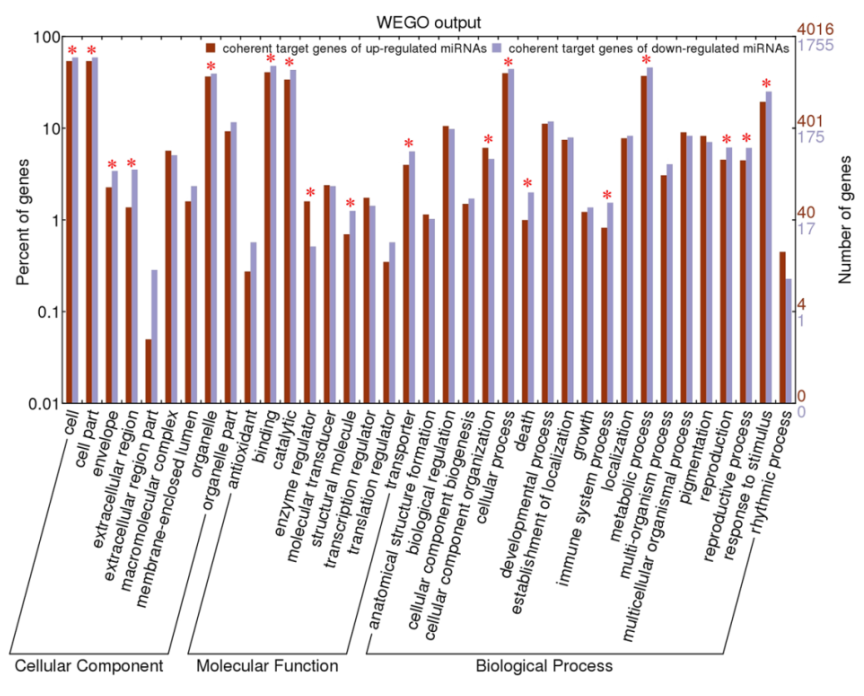 WEGO output
coherent target genes of up-regulated miRNAs
coherent target genes of down-regulated miRNAs
Percent of genes
100
10
1
0.1
0.01
4016
1755
401
175
40
17
4
1
0
0
Number of genes
cell
cell part
envelope
extracellular region
extracellular region part
macromolecular complex
membrane-enclosed lumen
organelle
organelle part
antioxidant
binding
catalytic
enzyme regulator
molecular transducer
structural molecule
transcription regulator
translation regulator
transporter
anatomical structure formation
biological regulation
cellular component biogenesis
cellular component organization
cellular process
death
developmental process
establishment of localization
growth
immune system process
localization
metabolic process
multi-organism process
multicellular organismal process
pigmentation
reproduction
reproductive process
response to stimulus
rhythmic process
Cellular Component
Molecular Function
Biological Process